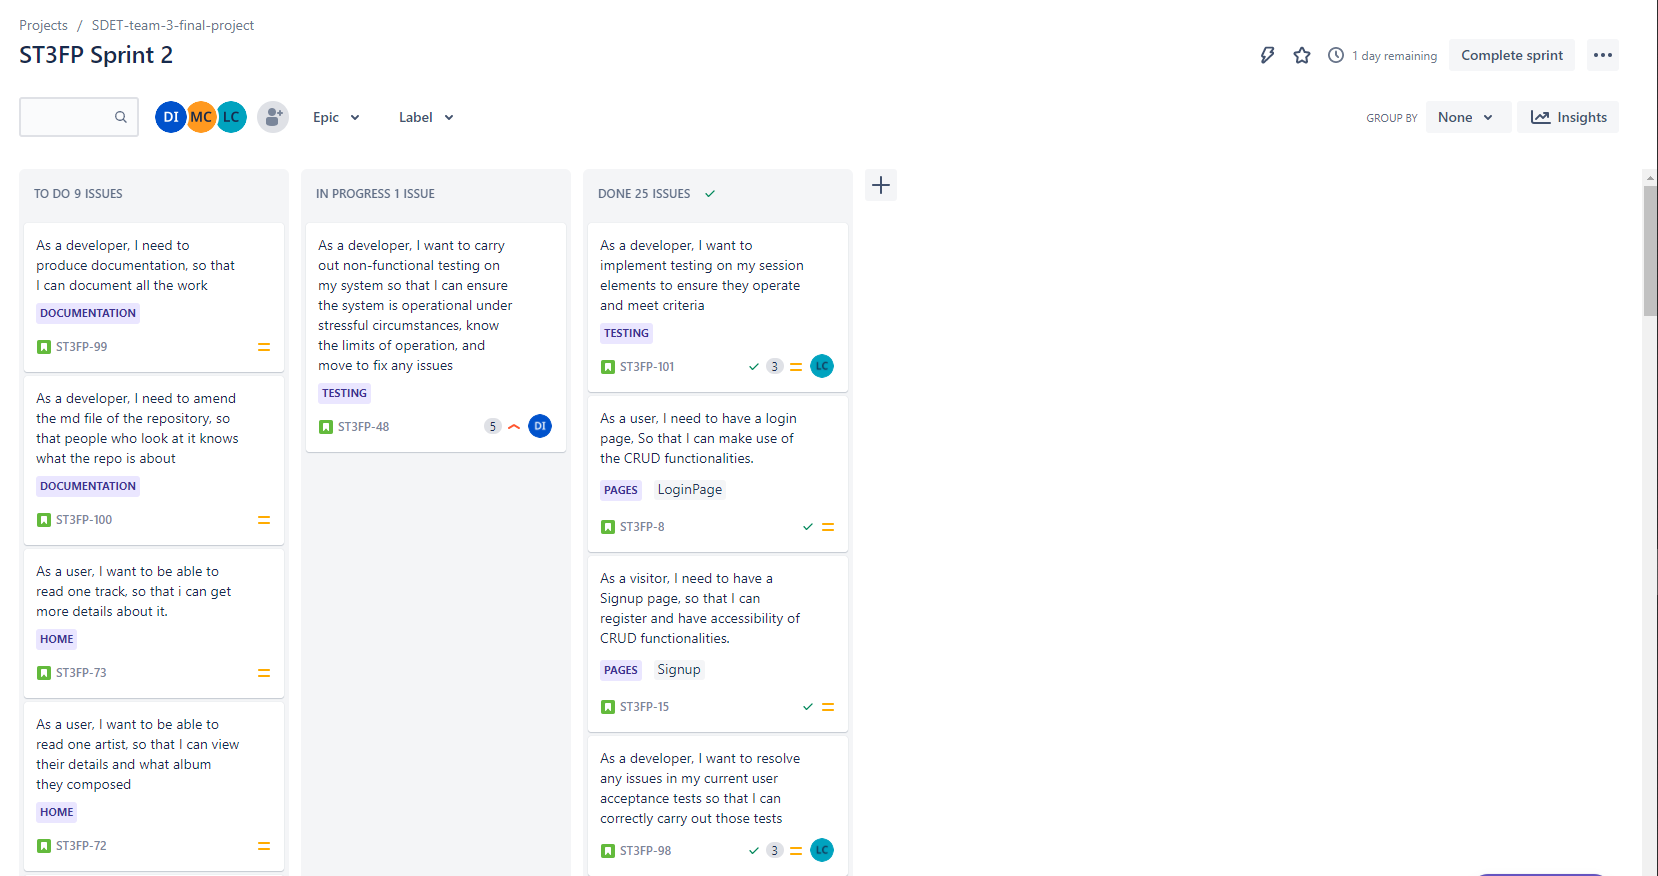 Projects / SDET-team-3-final-project
ST3FP Sprint 2
1 day remaining
Complete sprint
DI MC LC
Epic
Label
GROUP BY
None
Insights
TO DO 9 ISSUES
As a developer, I need to
produce documentation, so that
I can document all the work
DOCUMENTATION
ST3FP-99
As a developer, I need to amend
the md file of the repository, so
that people who look at it knows
what the repo is about
DOCUMENTATION
ST3FP-100
As a user, I want to be able to
read one track, so that i can get
more details about it.
HOME
ST3FP-73
As a user, I want to be able to
read one artist, so that I can view
their details and what album
they composed
HOME
ST3FP-72
IN PROGRESS 1 ISSUE
As a developer, I want to carry
out non-functional testing on
my system so that I can ensure
the system is operational under
stressful circumstances, know
the limits of operation, and
move to fix any issues
TESTING
ST3FP-48 5 DI
DONE 25 ISSUES
As a developer, I want to
implement testing on my session
elements to ensure they operate
and meet criteria
TESTING
ST3FP-101 3 LC
As a user, I need to have a login
page, So that I can make use of
the CRUD functionalities.
PAGES LoginPage
ST3FP-8
As a visitor, I need to have a
Signup page, so that I can
register and have accessibility of
CRUD functionalities.
PAGES Signup
ST3FP-15
As a developer, I want to resolve
any issues in my current user
acceptance tests so that I can
correctly carry out those tests
ST3FP-98 3 LC